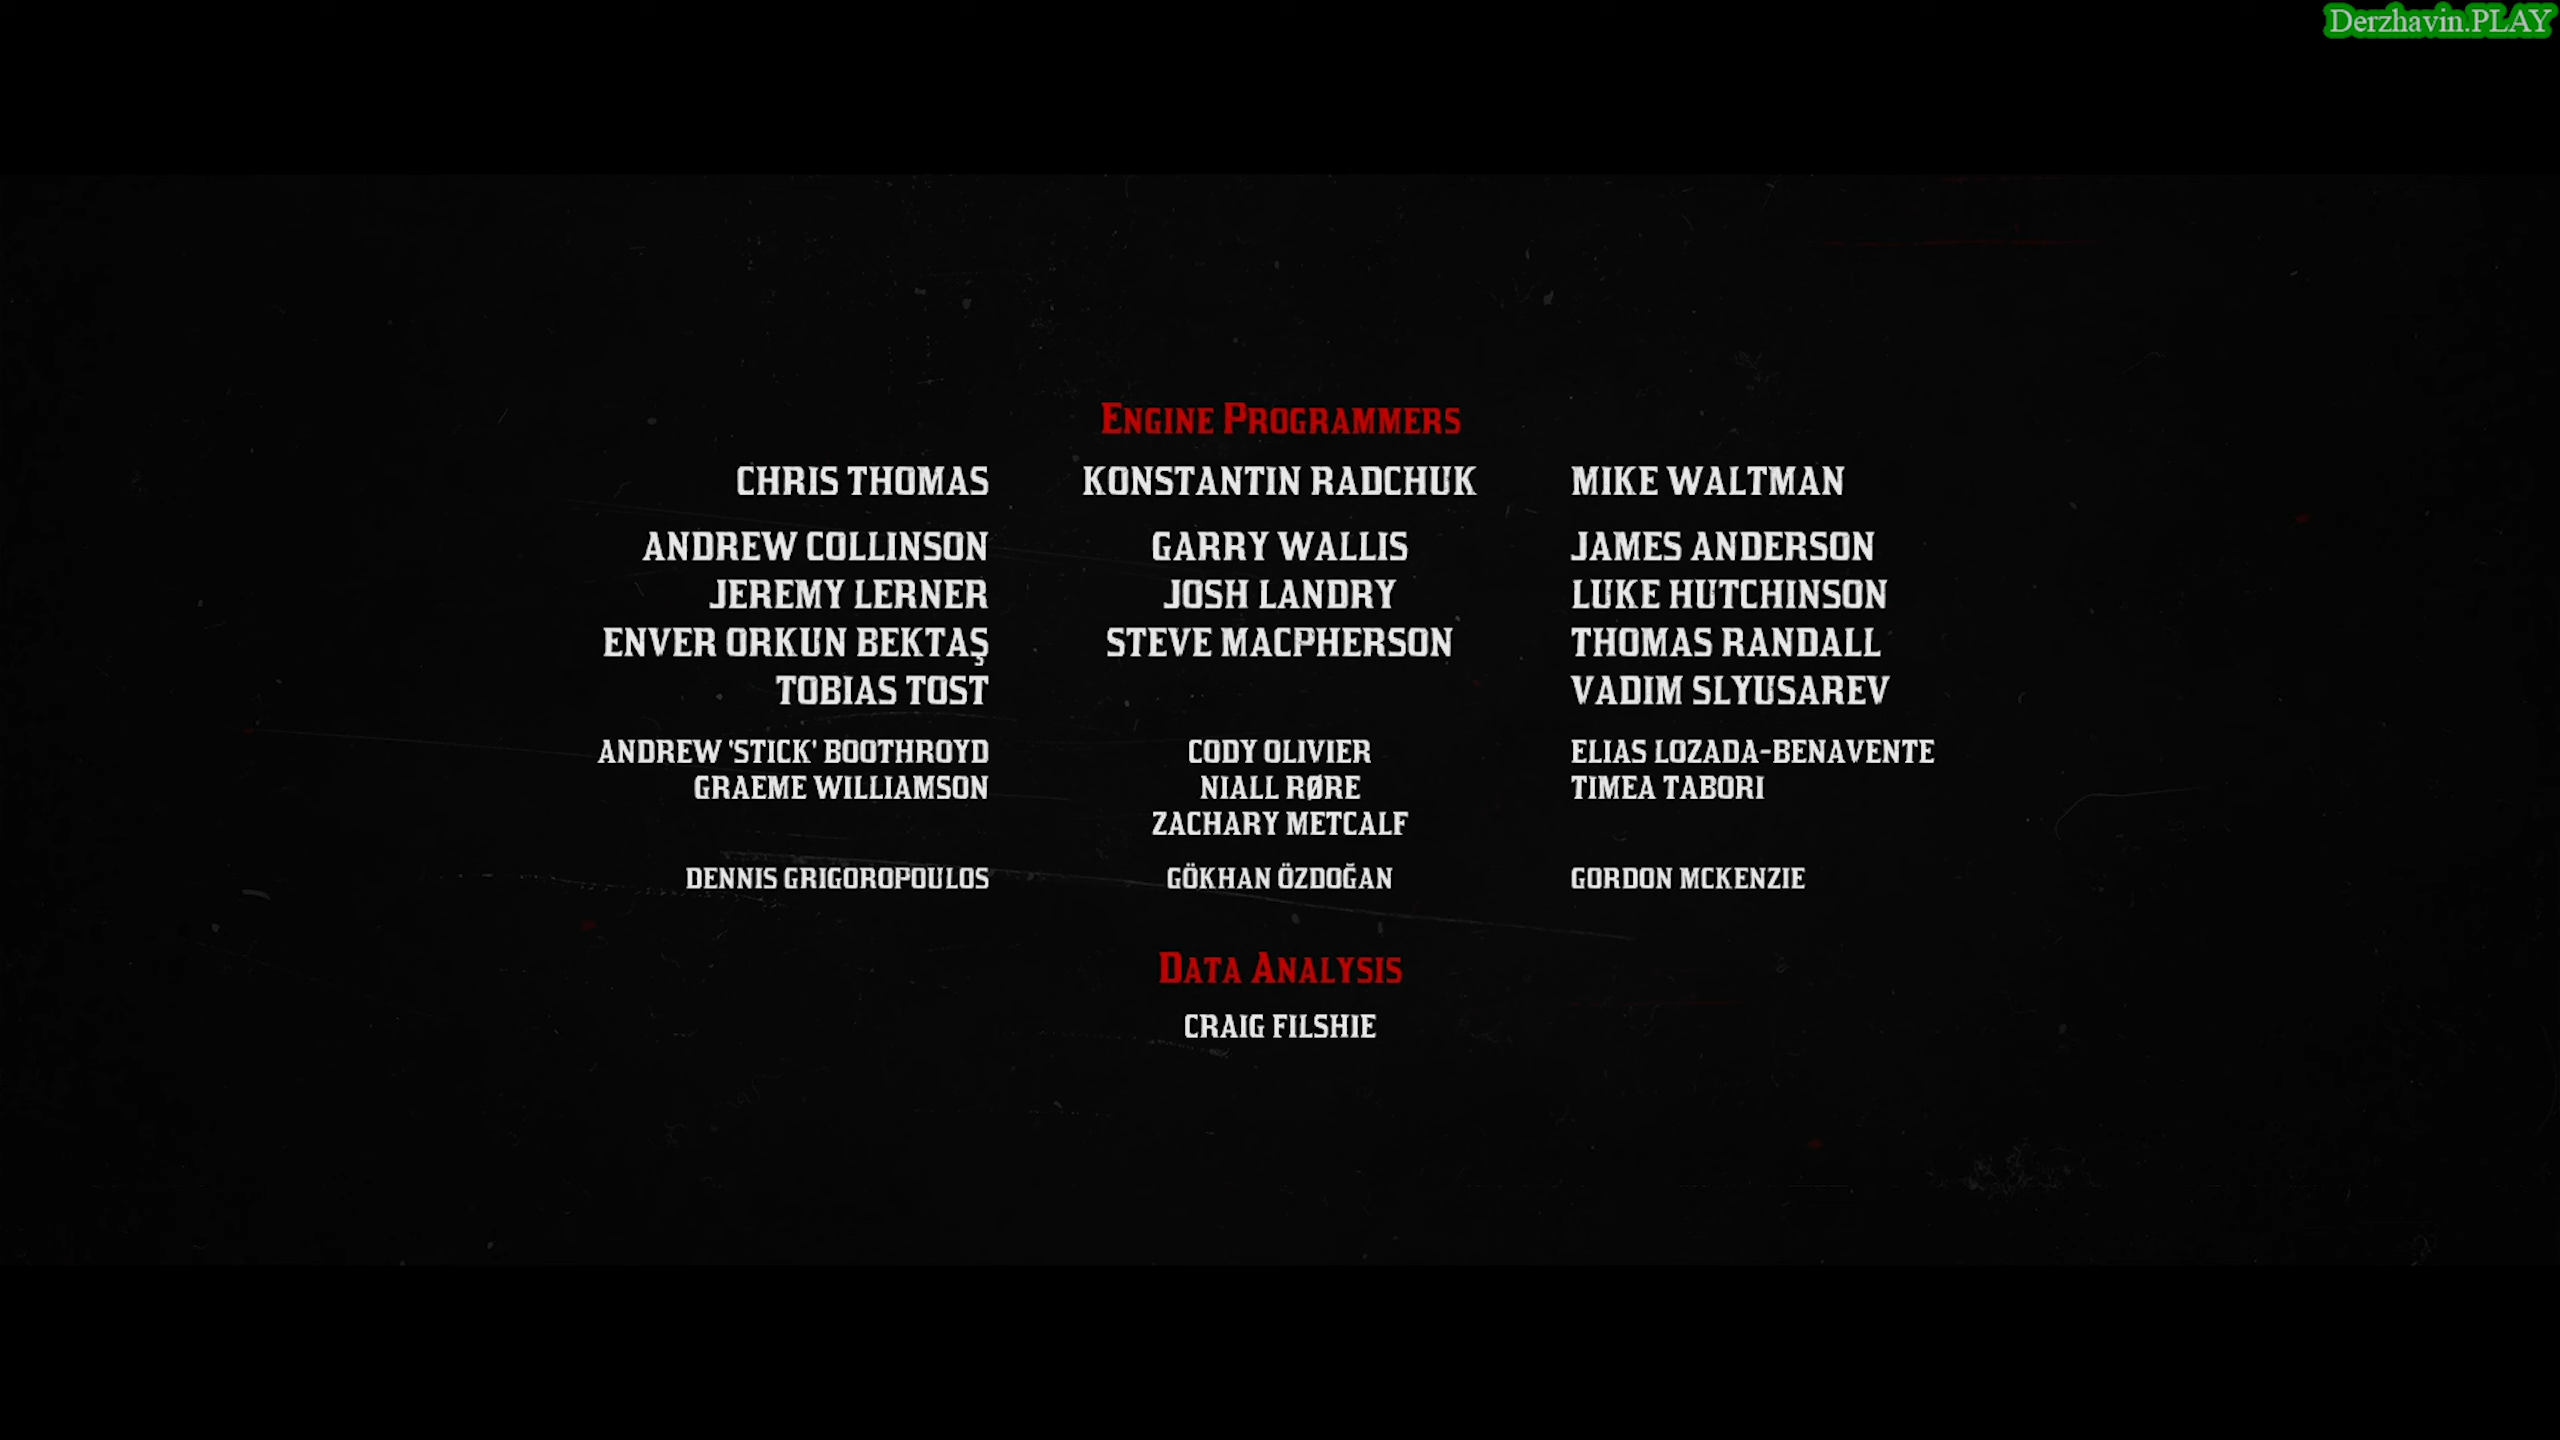 Derzhavin.PLAY
ENGINE PROGRAMMERS
CHRIS THOMAS KONSTANTIN RADCHUK MIKE WALTMAN
ANDREW COLLINSON GARRY WALLIS JAMES ANDERSON
JEREMY LERNER JOSH LANDRY LUKE HUTCHINSON
ENVER ORKUN BEKTAŞ STEVE MACPHERSON THOMAS RANDALL
TOBIAS TOST VADIM SLYUSAREV
ANDREW 'STICK' BOOTHROYD CODY OLIVIER ELIAS LOZADA-BENAVENTE
GRAEME WILLIAMSON NIALL RØRE TIMEA TABORI
ZACHARY METCALF
DENNIS GRIGOROPOULOS GÖKHAN ÖZDOĞAN GORDON MCKENZIE
DATA ANALYSIS
CRAIG FILSHIE